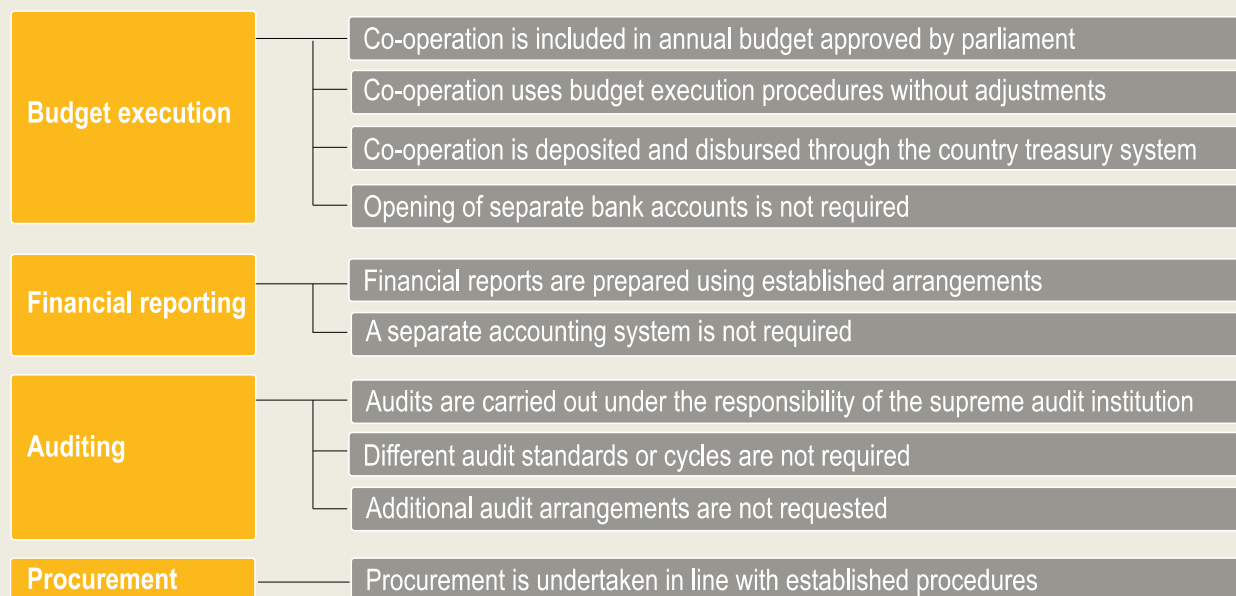 Budget execution
Co-operation is included in annual budget approved by parliament
Co-operation uses budget execution procedures without adjustments
Co-operation is deposited and disbursed through the country treasury system
Opening of separate bank accounts is not required
Financial reporting
Financial reports are prepared using established arrangements
A separate accounting system is not required
Auditing
Audits are carried out under the responsibility of the supreme audit institution
Different audit standards or cycles are not required
Additional audit arrangements are not requested
Procurement
Procurement is undertaken in line with established procedures